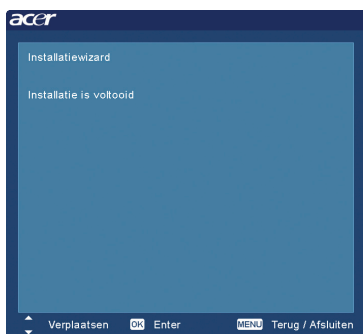 acer
Installatiewizard
Installatie is voltooid
Verplaatsen OK Enter MENU Terug / Afsluiten